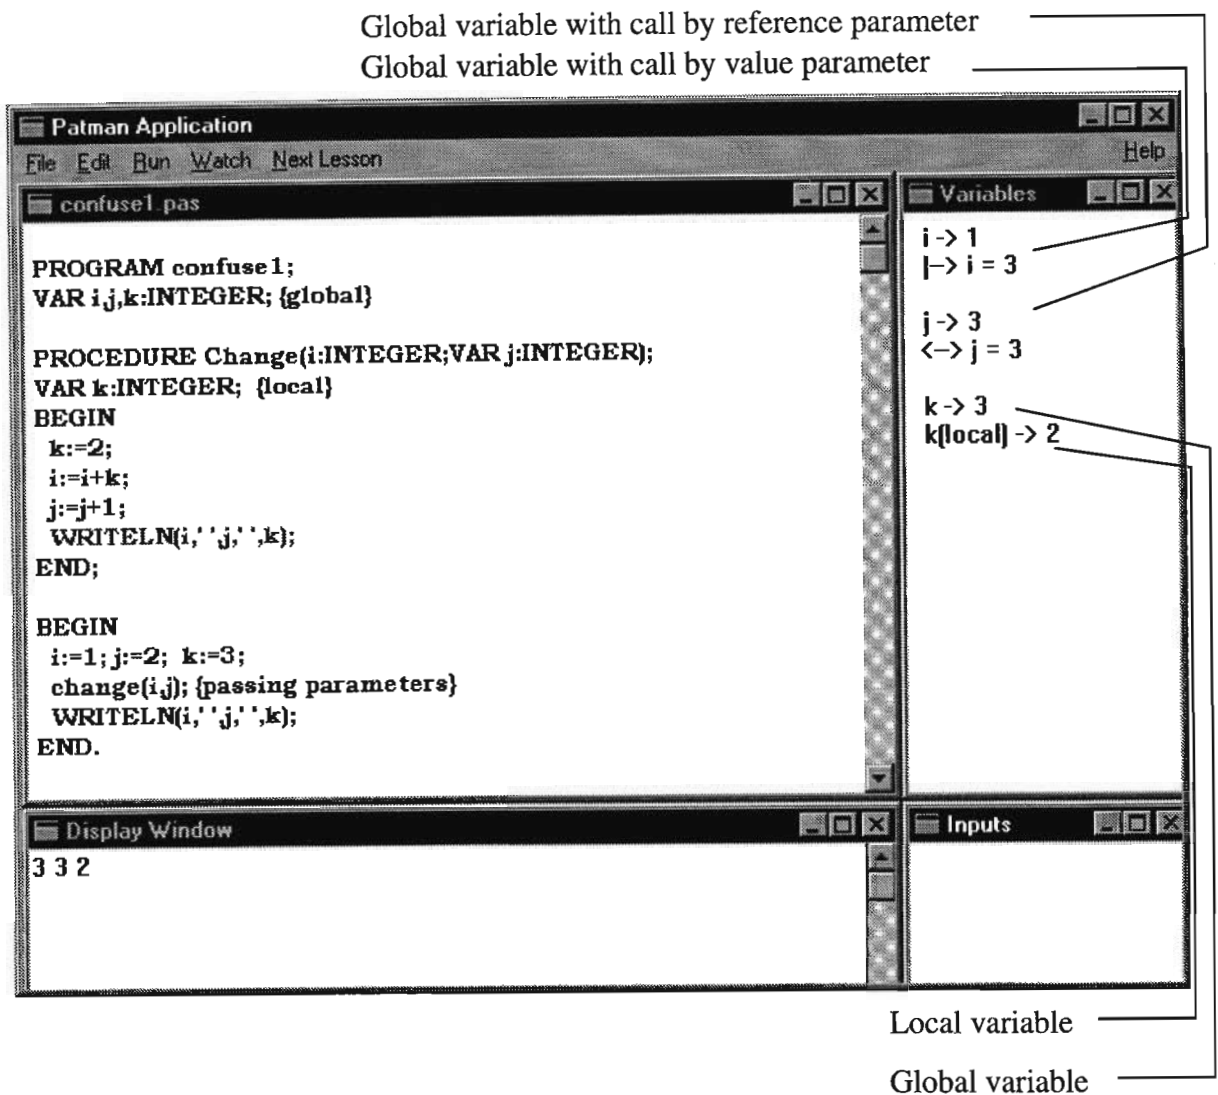 Global variable with call by reference parameter
Global variable with call by value parameter
Patman Application
File Edit Run Watch Next Lesson Help
confuse1.pas
PROGRAM confuse1;
VAR i,j,k:INTEGER; {global}
PROCEDURE Change(i:INTEGER;VAR j:INTEGER);
VAR k:INTEGER; {local}
BEGIN
k:=2;
i:=i+k;
j:=j+1;
WRITELN(i,' ',j,' ',k);
END;
BEGIN
i:=1; j:=2; k:=3;
change(i,j); {passing parameters}
WRITELN(i,' ',j,' ',k);
END.
Variables
i -> 1
|-> i = 3
j -> 3
<-> j = 3
k -> 3
k(local) -> 2
Display Window
3 3 2
Inputs
Local variable
Global variable